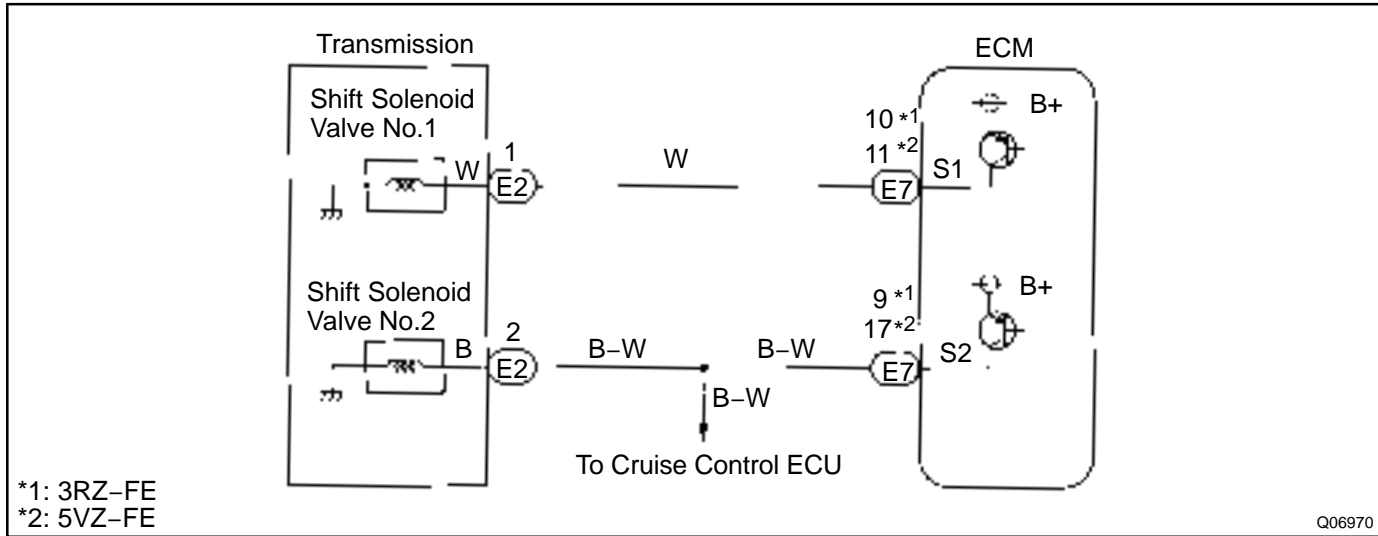 Transmission
ECM
Shift Solenoid
Valve No.1
W
1
E2
W
10 *1
11 *2
E7
S1
B+
Shift Solenoid
Valve No.2
B
2
E2
B–W
B–W
B–W
To Cruise Control ECU
9 *1
17*2
E7
S2
B+
*1: 3RZ–FE
*2: 5VZ–FE
Q06970